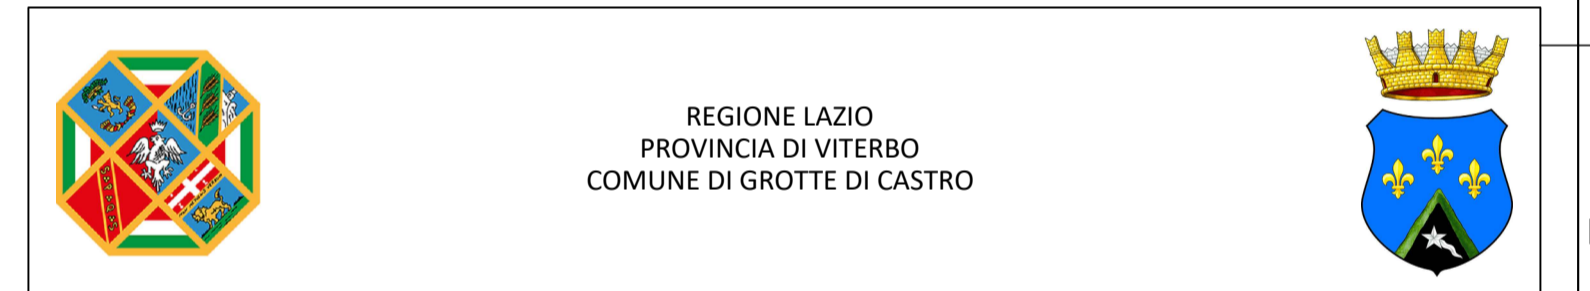 REGIONE LAZIO
PROVINCIA DI VITERBO
COMUNE DI GROTTE DI CASTRO